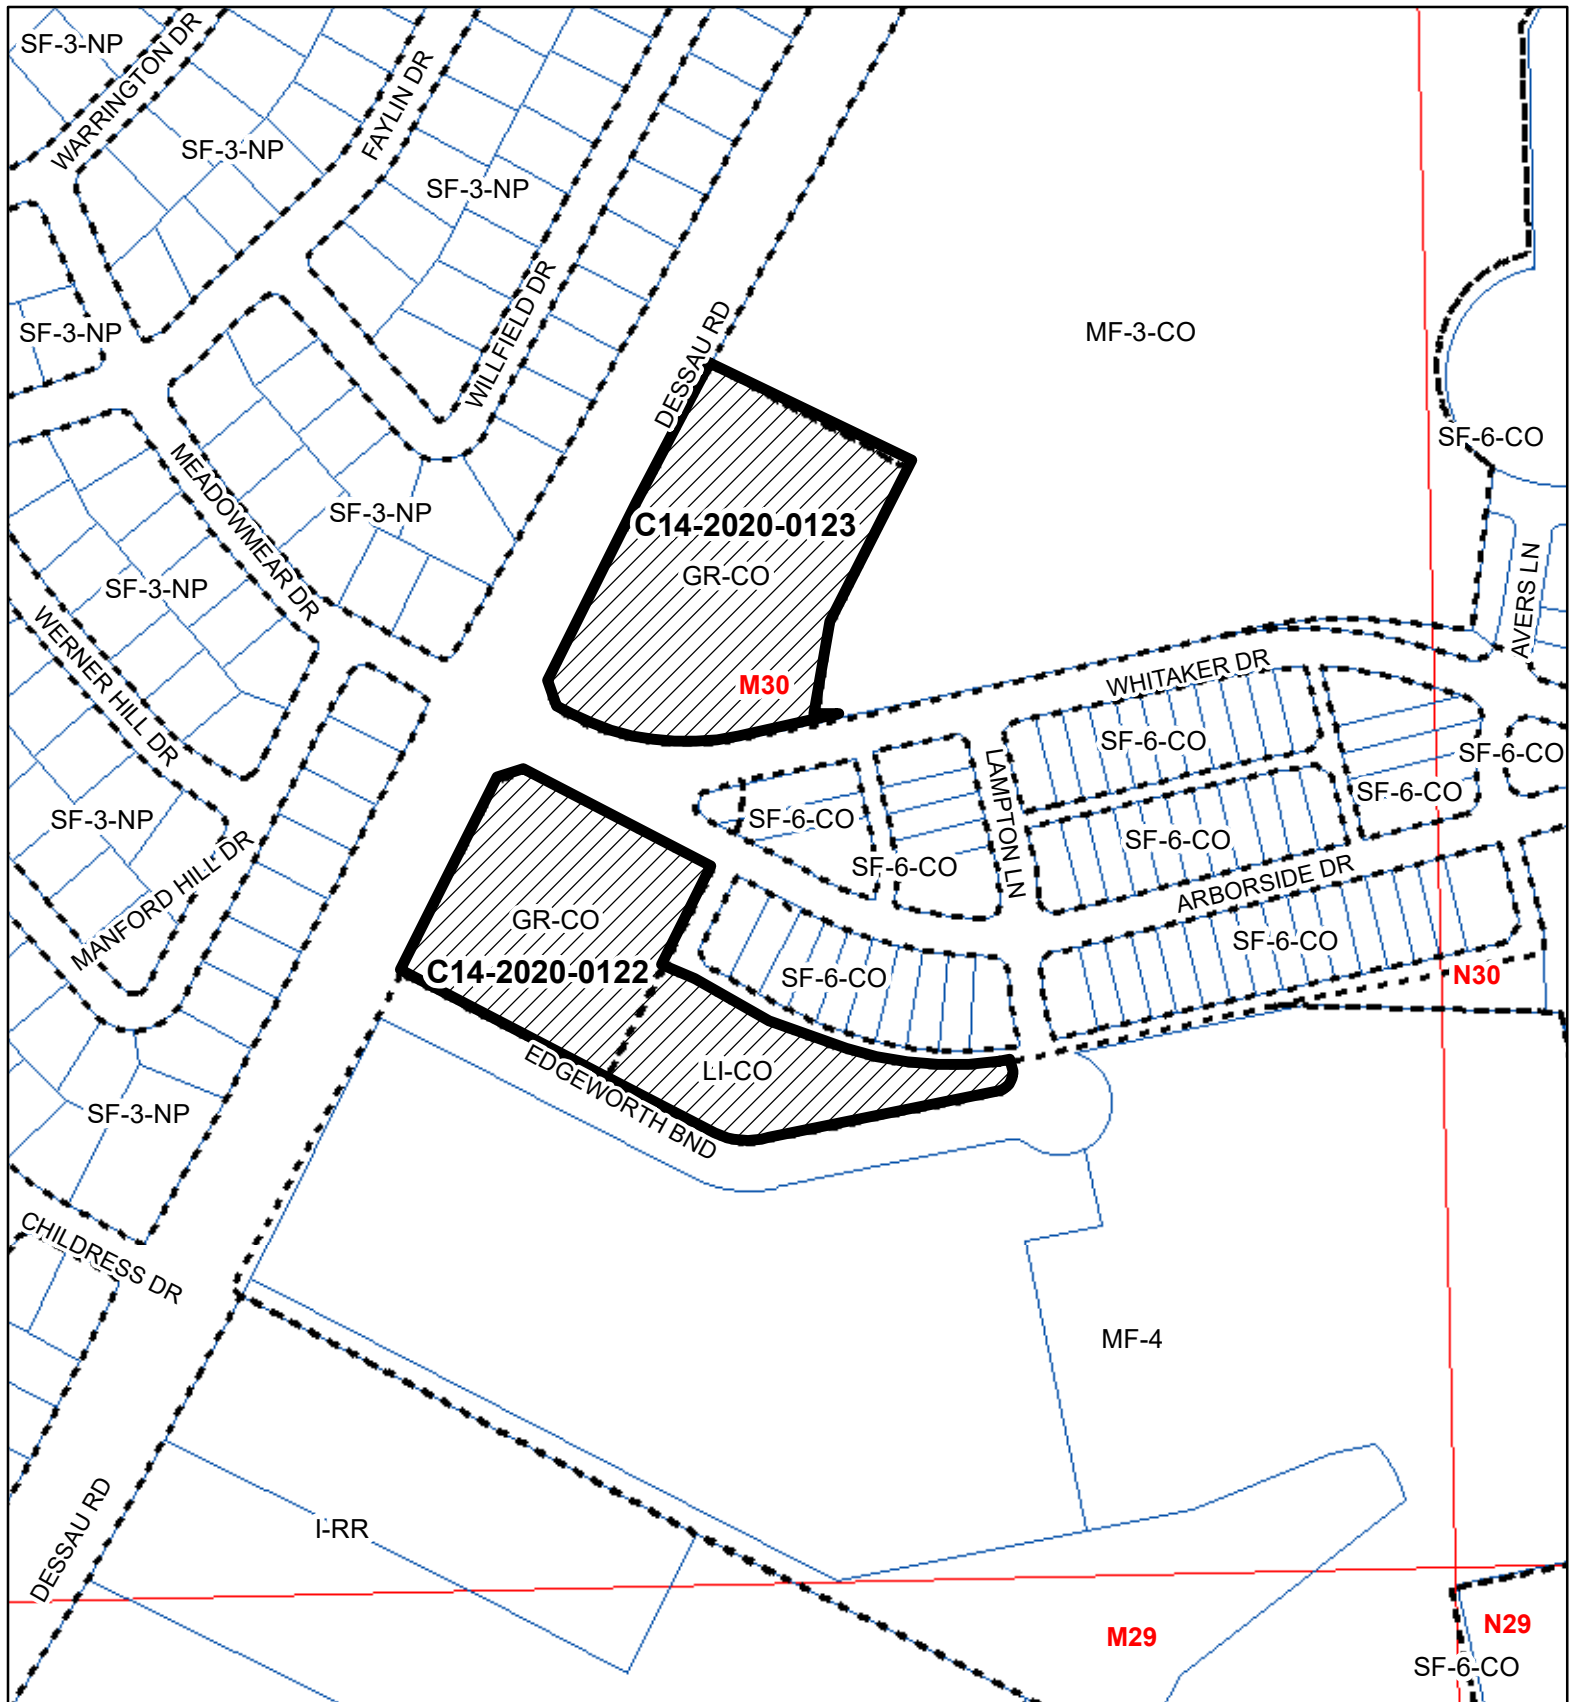 SF-3-NP
WARRINGTON DR
FAYLIN DR
SF-3-NP
SF-3-NP
SF-3-NP
WILLFIELD DR
DESSAU RD
MF-3-CO
SF-6-CO
MEADOWMEAR DR
SF-3-NP
C14-2020-0123
GR-CO
SF-3-NP
AVERS LN
WERNER HILL DR
M30
WHITAKER DR
SF-6-CO
SF-6-CO
LAMPTON LN
SF-6-CO
SF-3-NP
SF-6-CO
SF-6-CO
SF-6-CO
ARBORSIDE DR
MANFORD HILL DR
GR-CO
SF-6-CO
C14-2020-0122
SF-6-CO
N30
EDGEWORTH BND
LI-CO
SF-3-NP
CHILDRESS DR
MF-4
I-RR
DESSAU RD
M29
N29
SF-6-CO